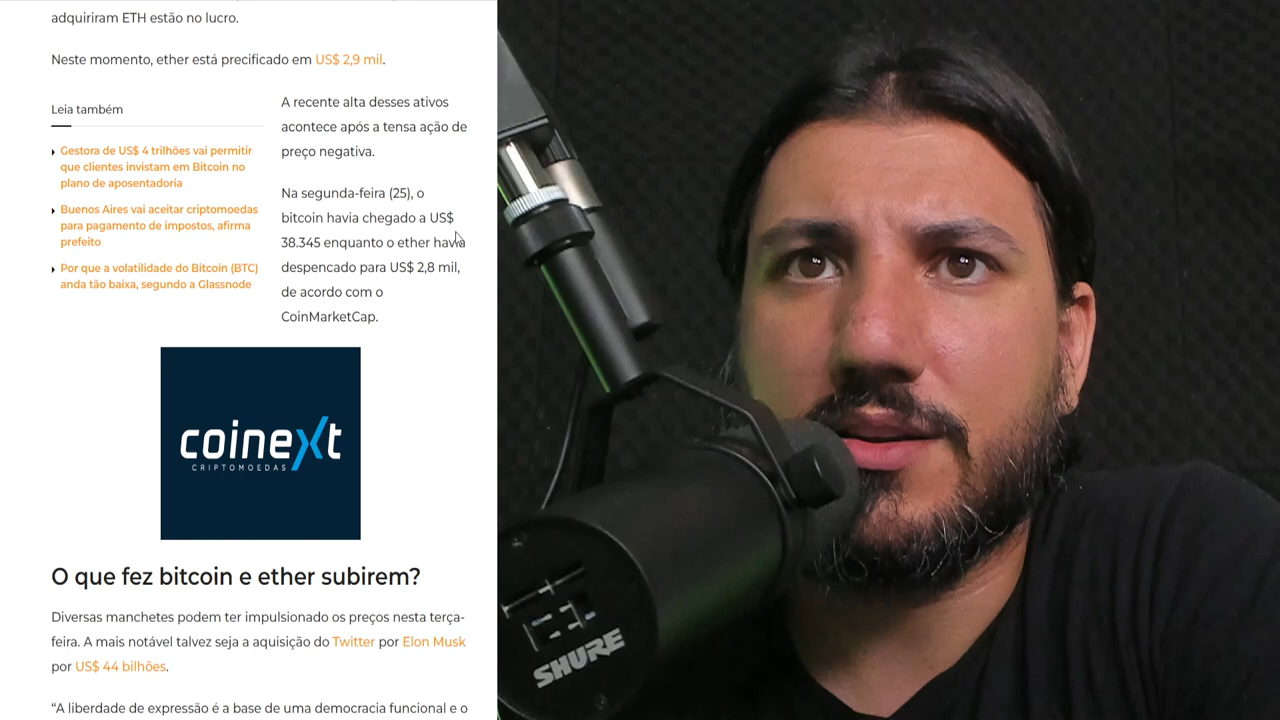 adquiriram ETH estão no lucro.
Neste momento, ether está precificado em US$ 2,9 mil.
Leia também
Gestora de US$ 4 trilhões vai permitir
que clientes invistam em Bitcoin no
plano de aposentadoria
Buenos Aires vai aceitar criptomoedas
para pagamento de impostos, afirma
prefeito
Por que a volatilidade do Bitcoin (BTC)
anda tão baixa, segundo a Glassnode
A recente alta desses ativos
acontece após a tensa ação de
preço negativa.
Na segunda-feira (25), o
bitcoin havia chegado a US$
38.345 enquanto o ether havia
despencado para US$ 2,8 mil,
de acordo com o
CoinMarketCap.
coinext
CRIPTOMOEDAS
O que fez bitcoin e ether subirem?
Diversas manchetes podem ter impulsionado os preços nesta terça-
feira. A mais notável talvez seja a aquisição do Twitter por Elon Musk
por US$ 44 bilhões.
“A liberdade de expressão é a base de uma democracia funcional e o
SHURE